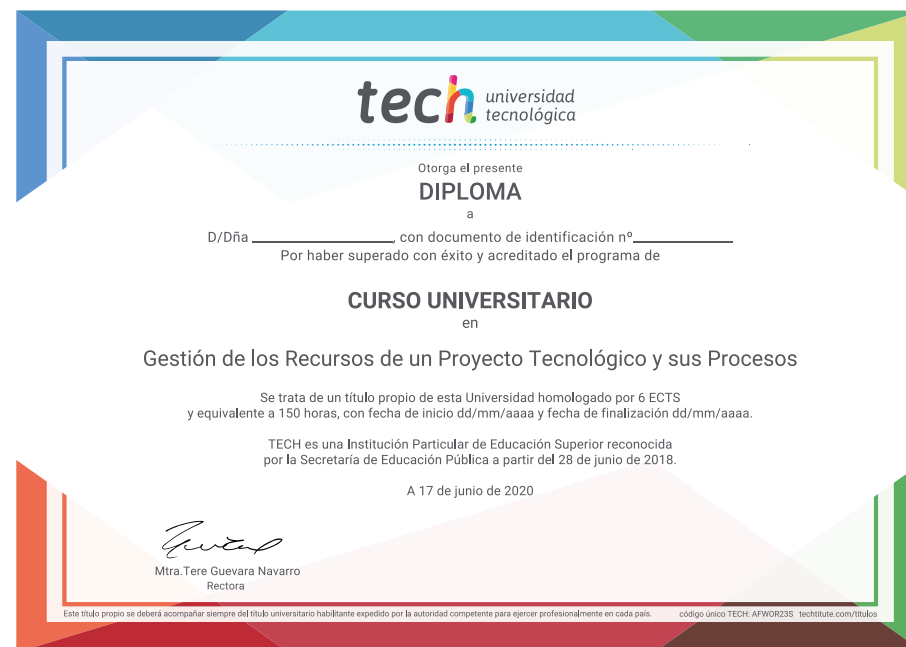 tech universidad
tecnológica
Otorga el presente
DIPLOMA
a
D/Dña ____________________, con documento de identificación nº______________
Por haber superado con éxito y acreditado el programa de
CURSO UNIVERSITARIO
en
Gestión de los Recursos de un Proyecto Tecnológico y sus Procesos
Se trata de un título propio de esta Universidad homologado por 6 ECTS
y equivalente a 150 horas, con fecha de inicio dd/mm/aaaa y fecha de finalización dd/mm/aaaa.
TECH es una Institución Particular de Educación Superior reconocida
por la Secretaría de Educación Pública a partir del 28 de junio de 2018.
A 17 de junio de 2020
Mtra.Tere Guevara Navarro
Rectora
Este título propio se deberá acompañar siempre del título universitario habilitante expedido por la autoridad competente para ejercer profesionalmente en cada país. código único TECH: AFWOR23S techtitute.com/títulos